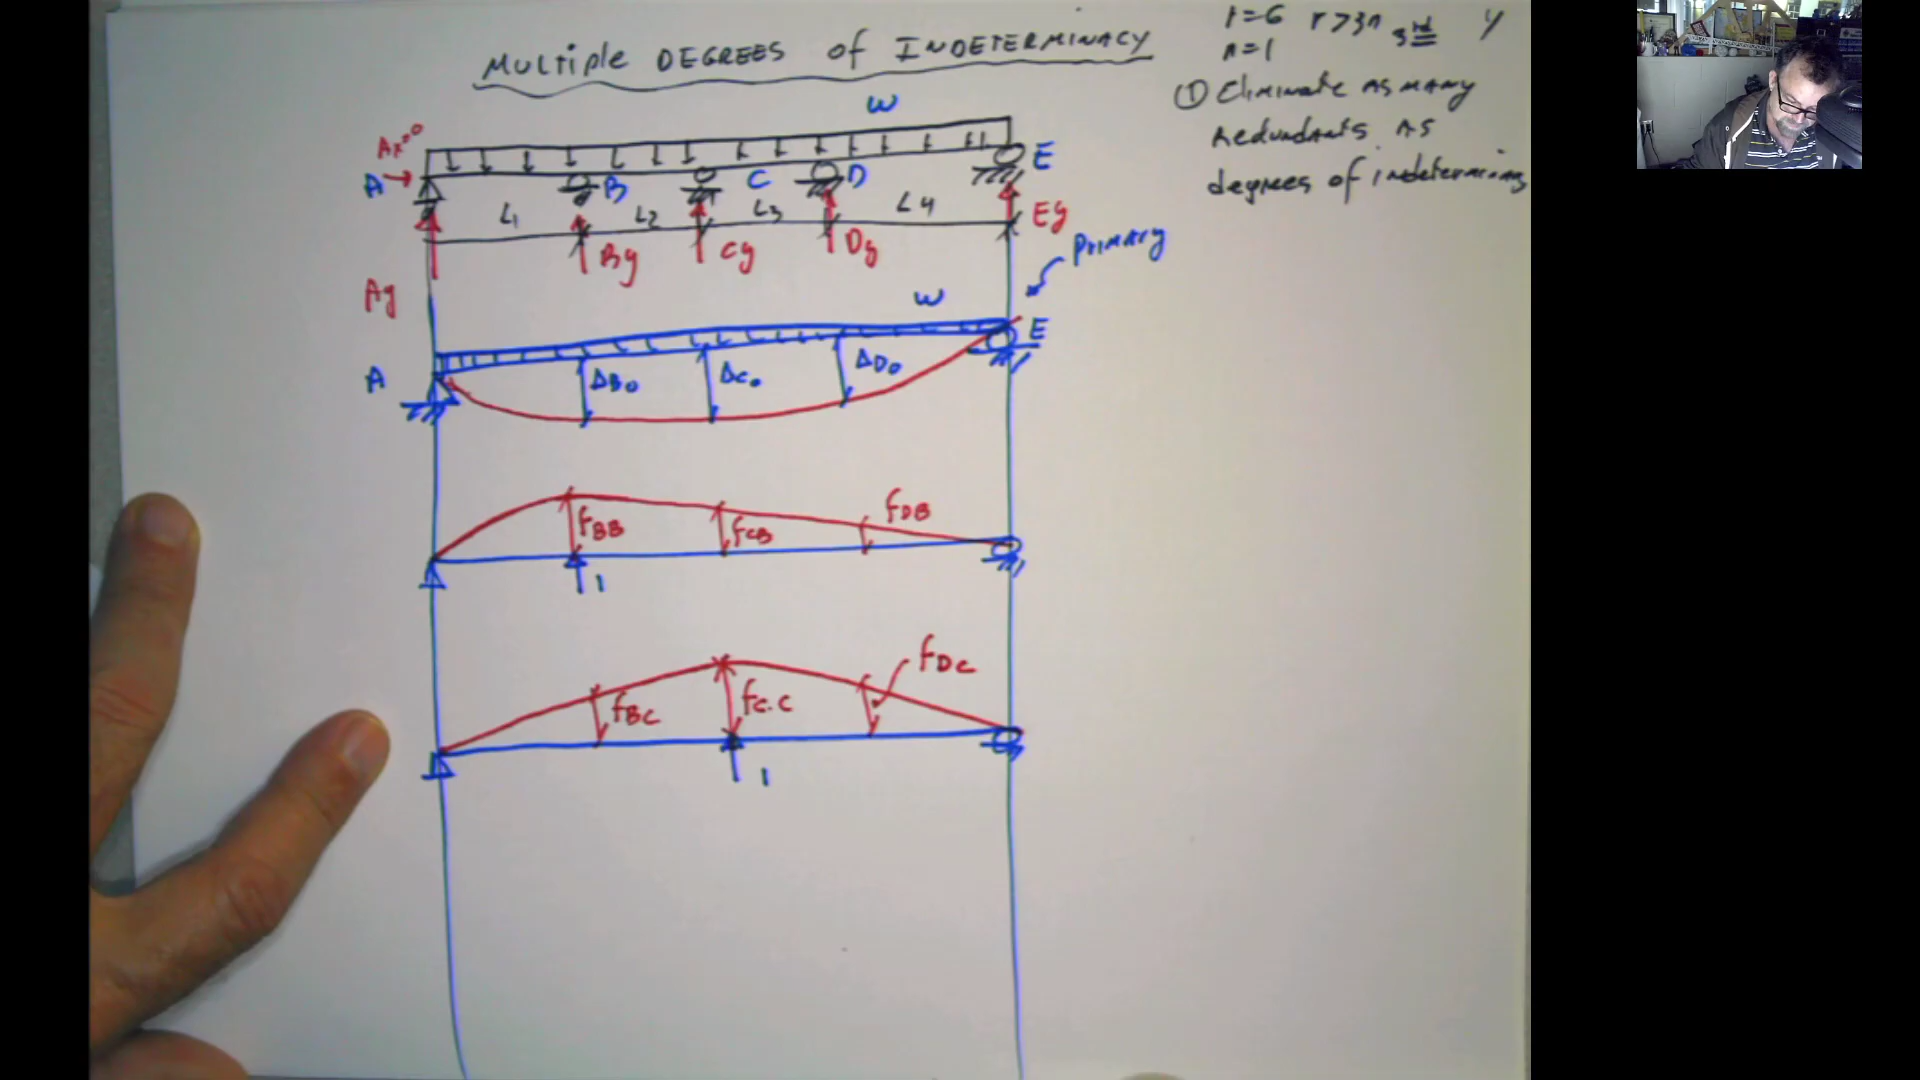 MULTIPLE DEGREES of INDETERMINACY
r=6 r>3n 3rd
n=1
① Eliminate as many
redundants as
degrees of indeterminacy
w
Ax=0
A B C D E
L1 L2 L3 L4
Ay By Cy Dy Ey
Primary
w
A ΔB0 ΔC0 ΔD0 E
fBB fCB fDB
1
fBC fC.C fDC
1